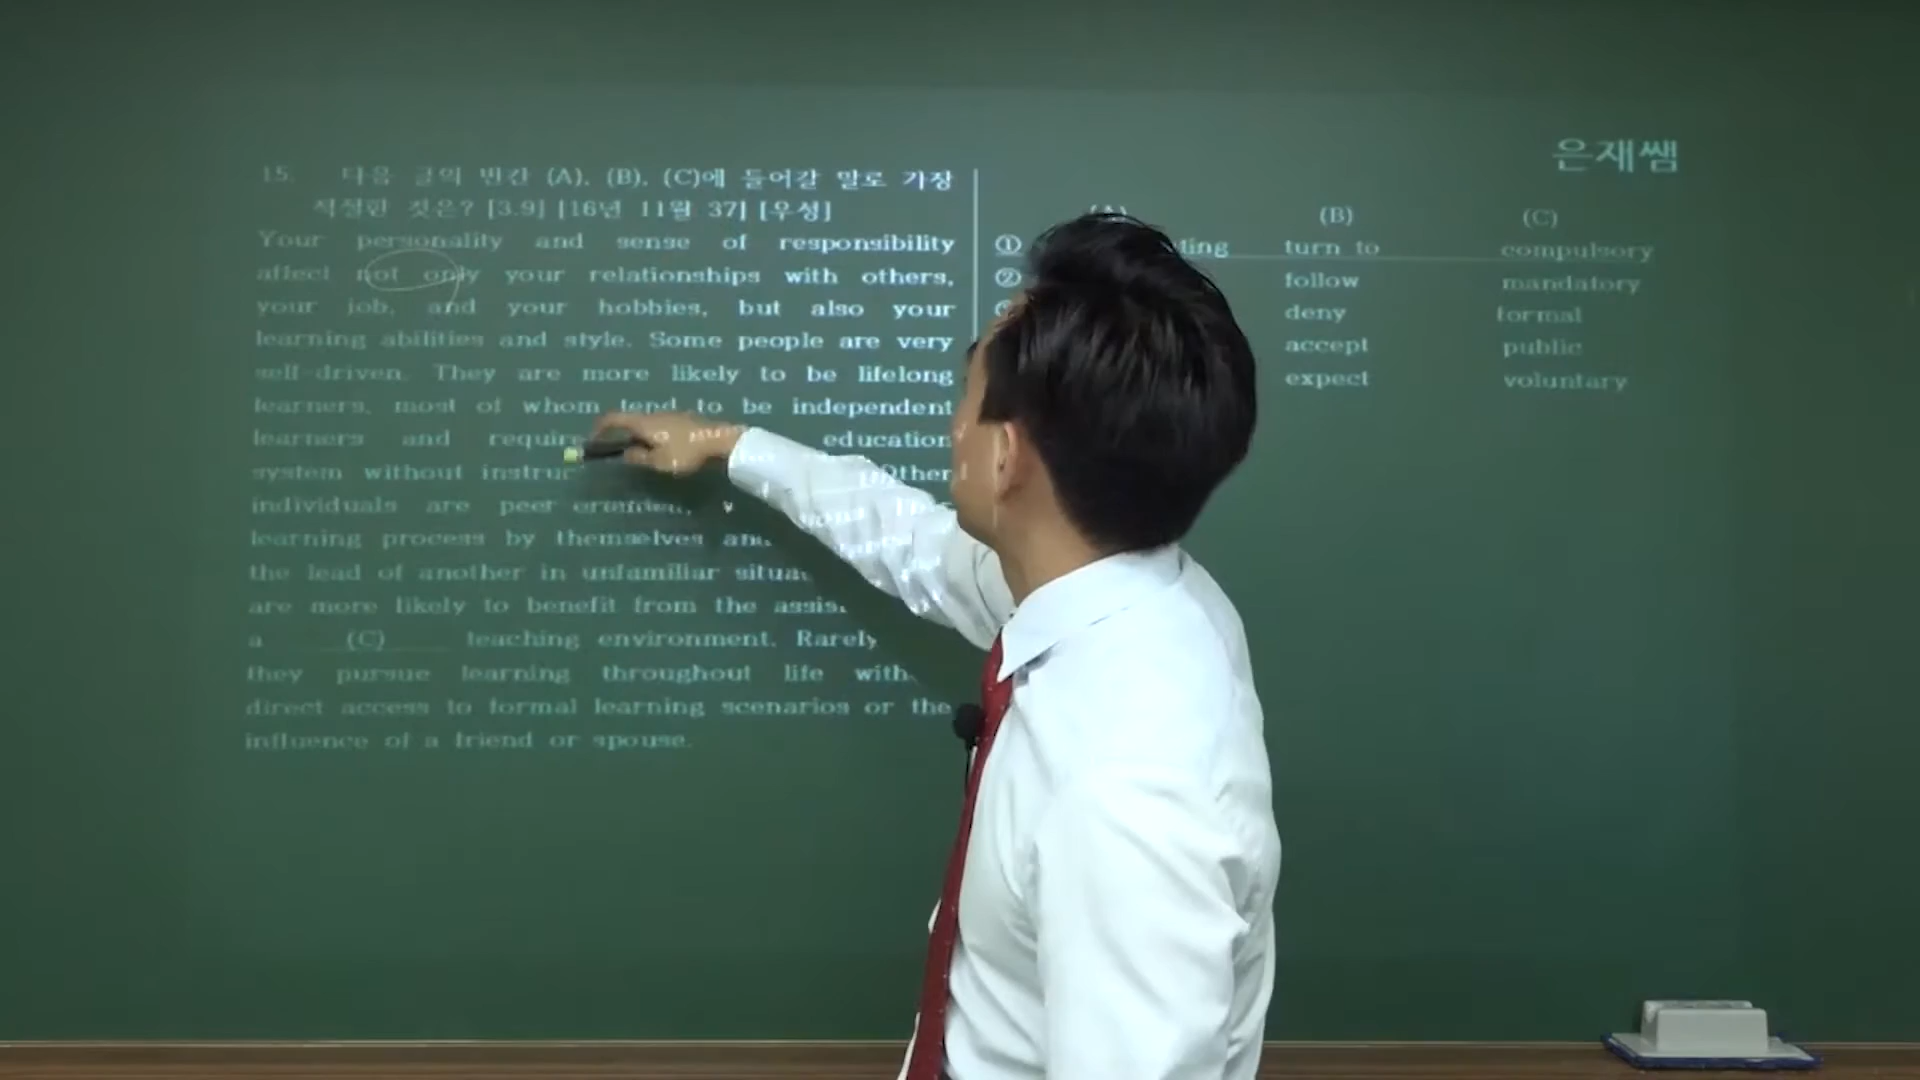 은재쌤
15. 다음 글의 빈칸 (A), (B), (C)에 들어갈 말로 가장
적절한 것은? [3.9] [16년 11월 37] [우성]
Your personality and sense of responsibility
affect not only your relationships with others,
your job, and your hobbies, but also your
learning abilities and style. Some people are very
self-driven. They are more likely to be lifelong
learners, most of whom tend to be independent
learners and require education
system without Other
individuals are peer
learning process by themselves
the lead of another in unfamiliar
are more likely to benefit from the
a (C) teaching environment. Rarely
they pursue learning throughout life
direct access to formal learning scenarios or the
influence of a friend or spouse.
(A) (B) (C)
① turn to compulsory
② follow mandatory
deny formal
accept public
expect voluntary